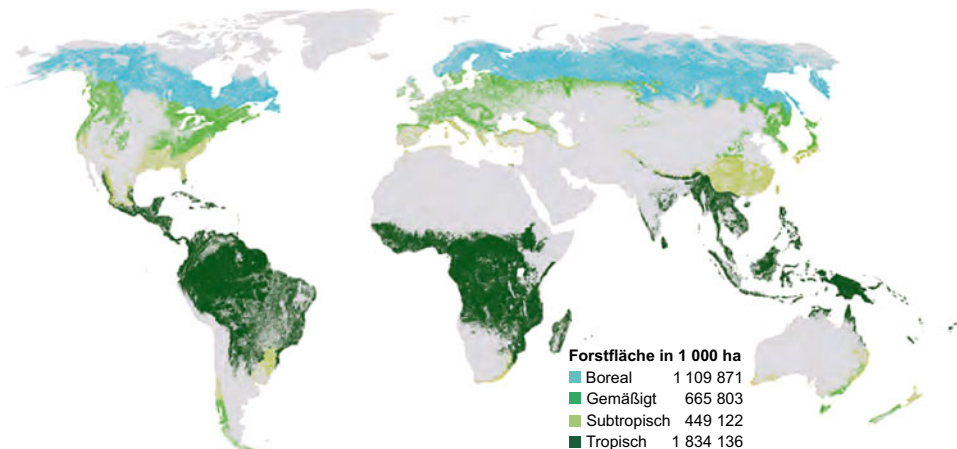 Forstfläche in 1 000 ha
Boreal 1 109 871
Gemäßigt 665 803
Subtropisch 449 122
Tropisch 1 834 136